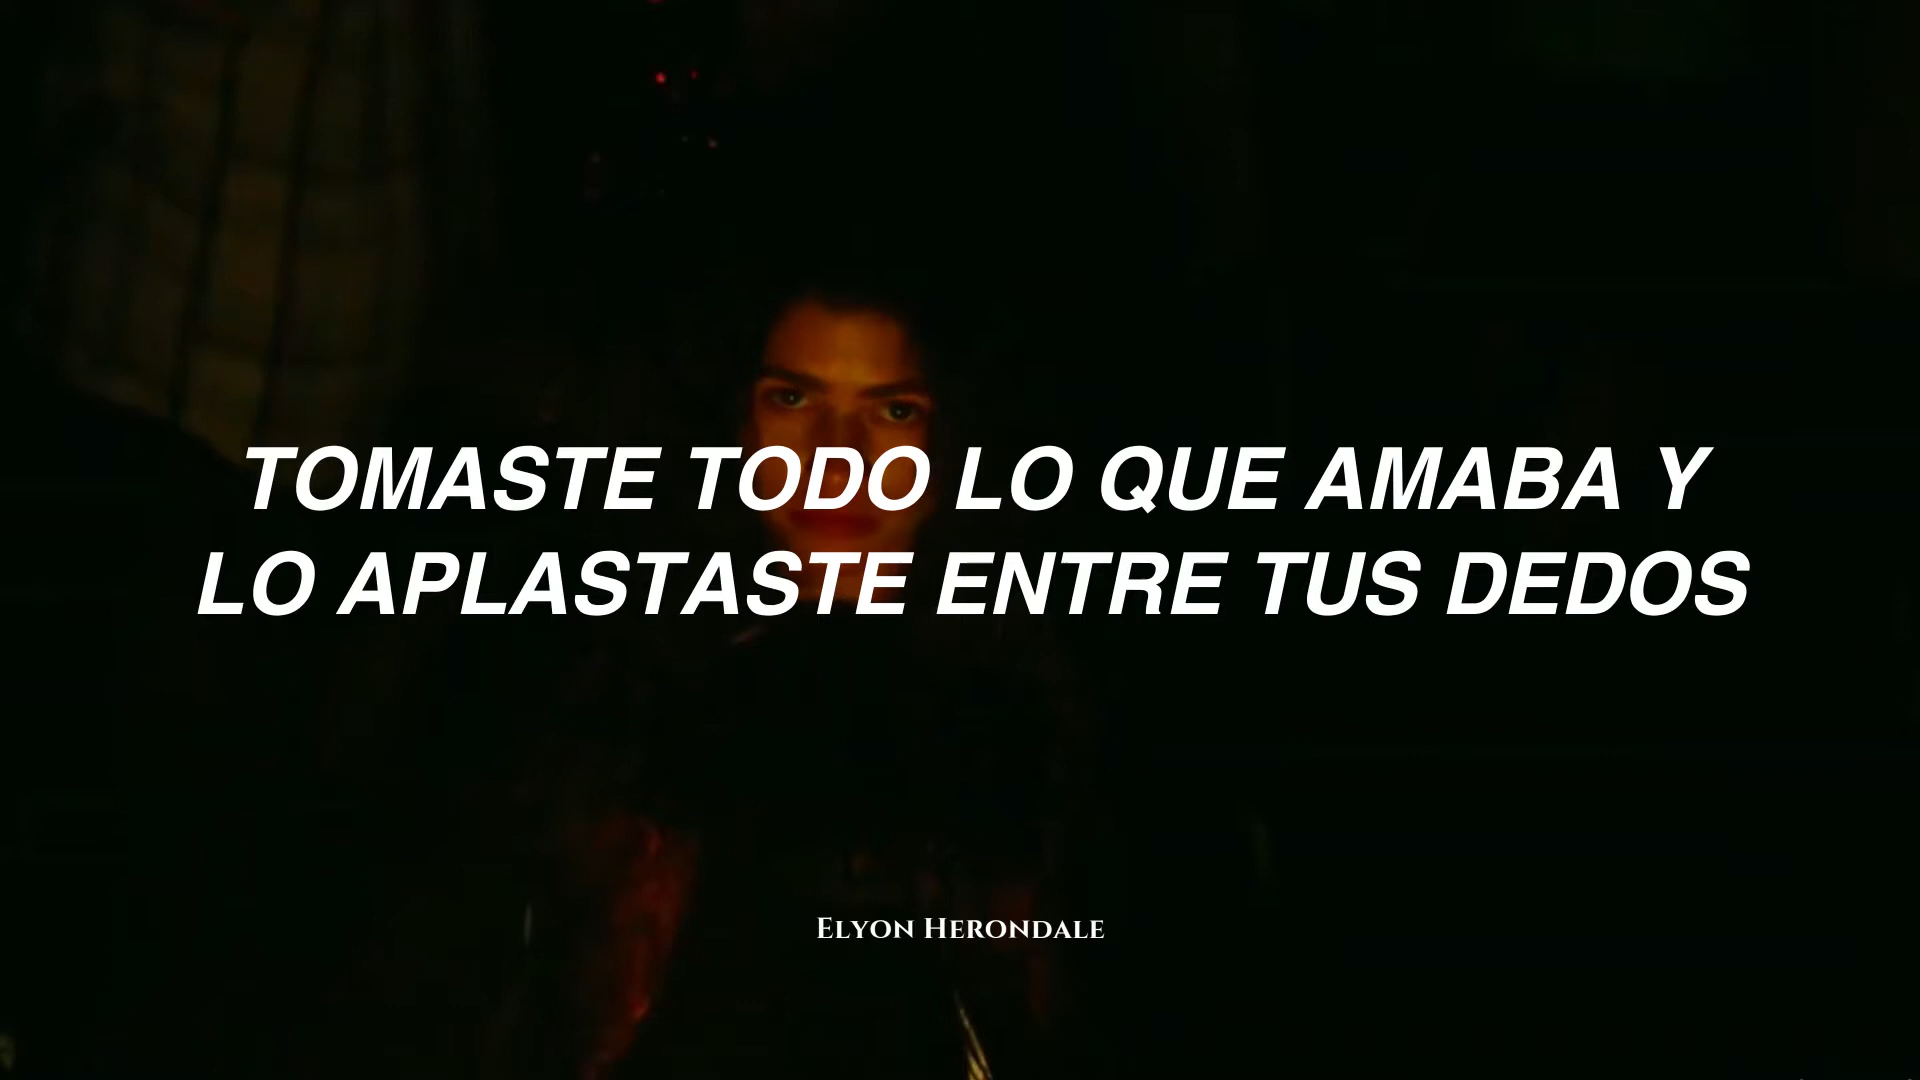 TOMASTE TODO LO QUE AMABA Y
LO APLASTASTE ENTRE TUS DEDOS
Elyon Herondale